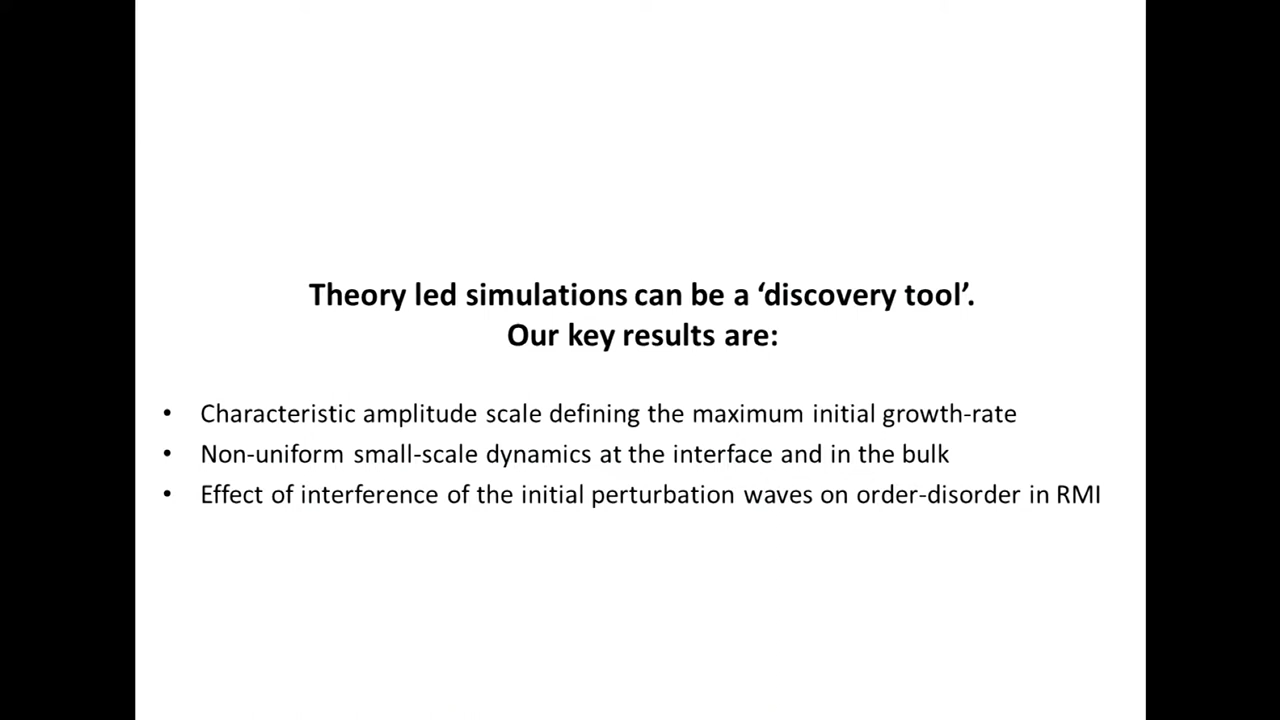 Theory led simulations can be a ‘discovery tool’.
Our key results are:
• Characteristic amplitude scale defining the maximum initial growth-rate
• Non-uniform small-scale dynamics at the interface and in the bulk
• Effect of interference of the initial perturbation waves on order-disorder in RMI